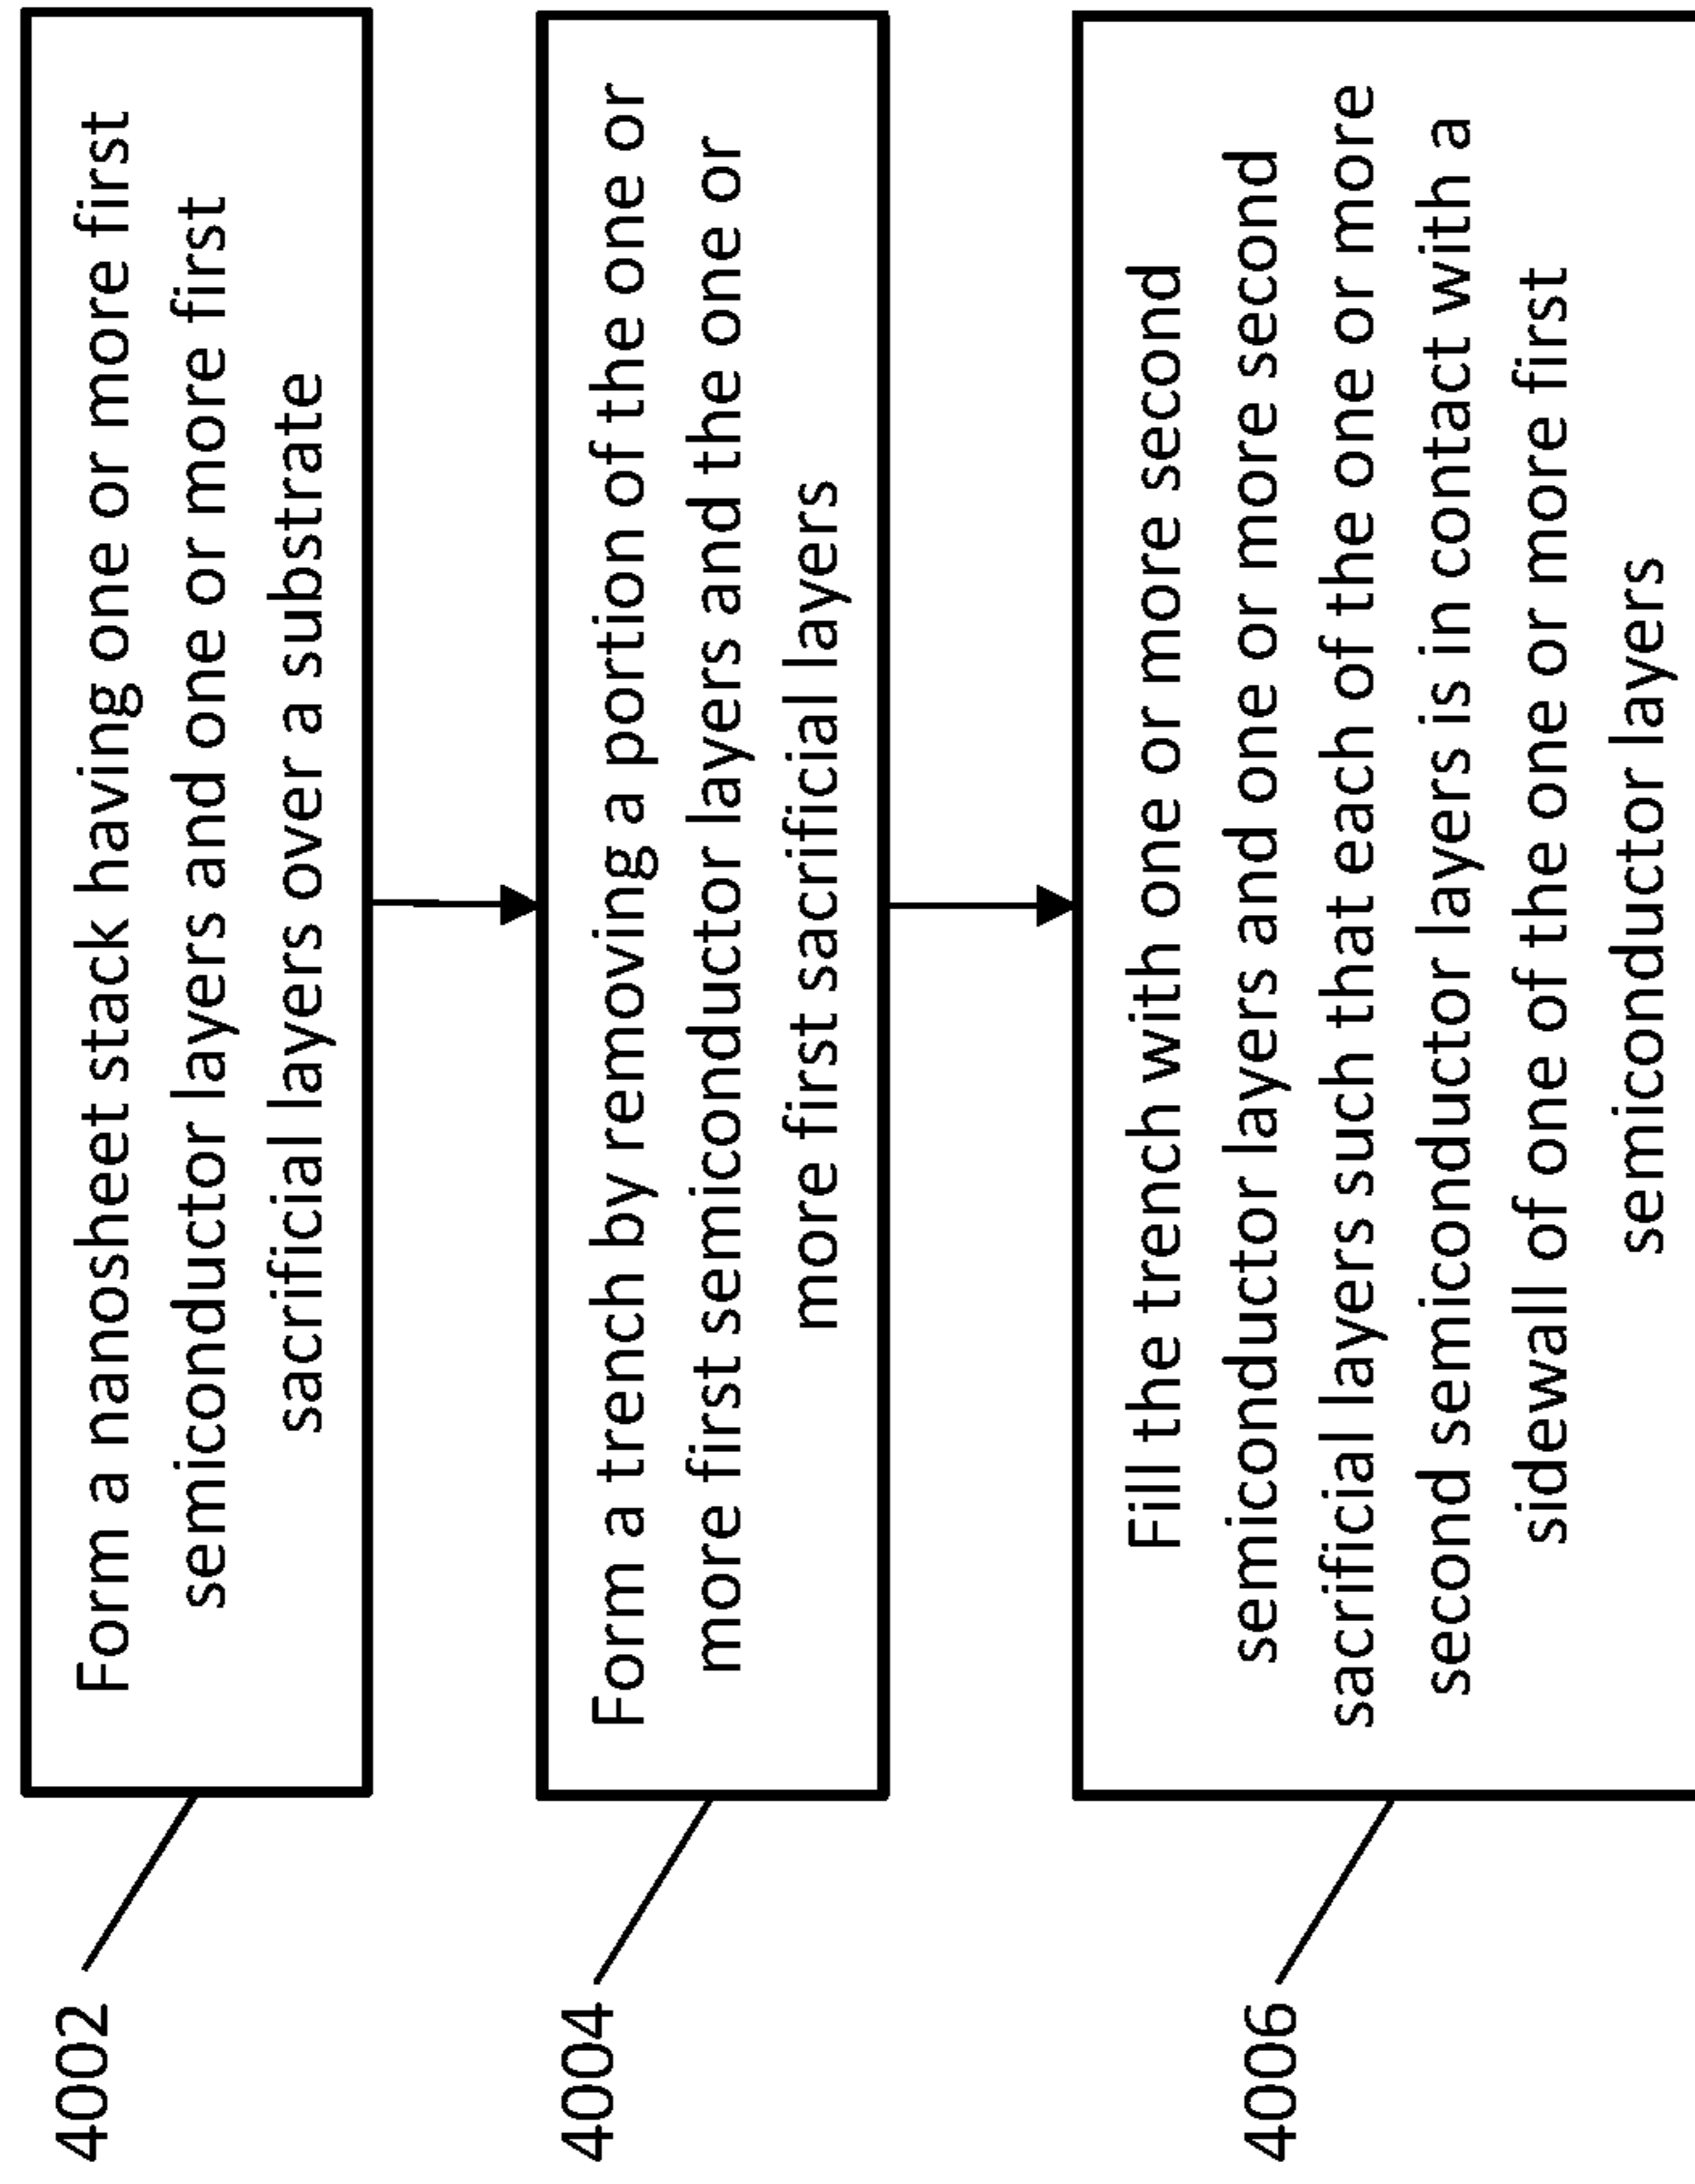 4002
Form a nanosheet stack having one or more first
semiconductor layers and one or more first
sacrificial layers over a substrate
4004
Form a trench by removing a portion of the one or
more first semiconductor layers and the one or
more first sacrificial layers
4006
Fill the trench with one or more second
semiconductor layers and one or more second
sacrificial layers such that each of the one or more
second semiconductor layers is in contact with a
sidewall of one of the one or more first
semiconductor layers